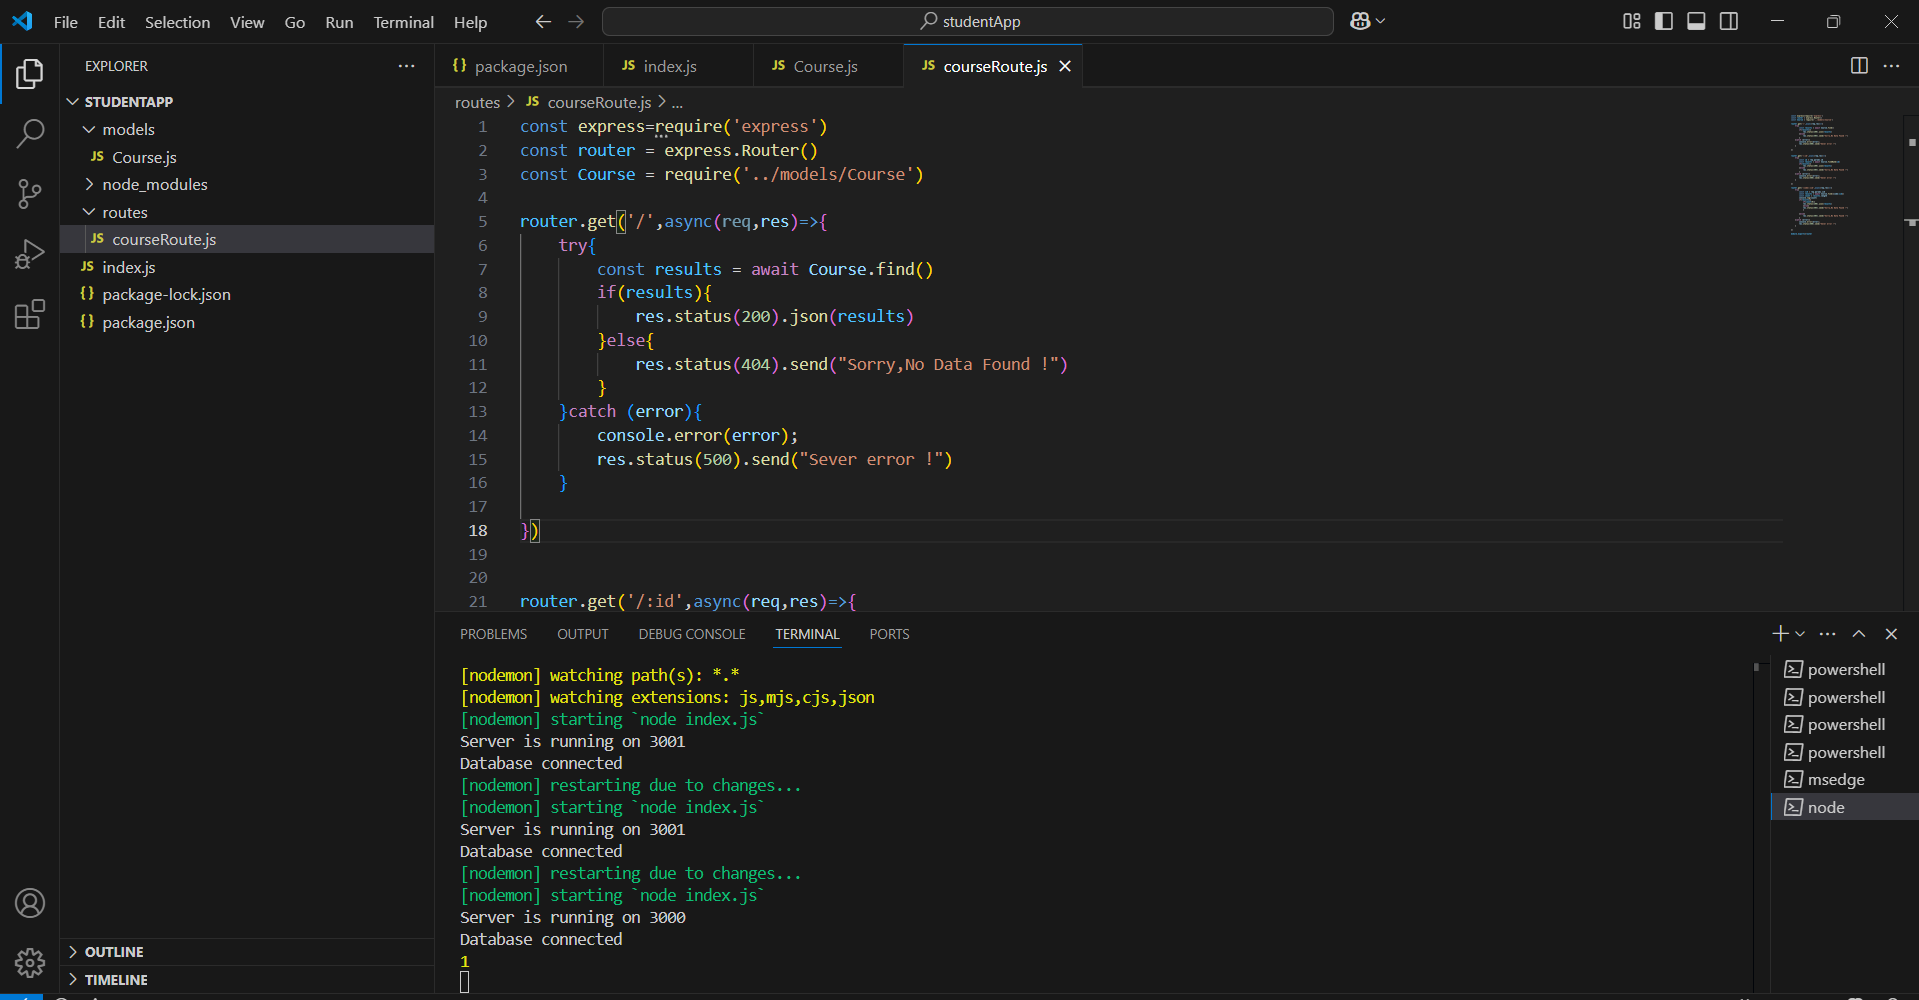 File Edit Selection View Go Run Terminal Help
studentApp
EXPLORER
STUDENTAPP
models
JS Course.js
node_modules
routes
JS courseRoute.js
JS index.js
{} package-lock.json
{} package.json
OUTLINE
TIMELINE
{} package.json
JS index.js
JS Course.js
JS courseRoute.js
routes > JS courseRoute.js > ...
1 const express=require('express')
2 const router = express.Router()
3 const Course = require('../models/Course')
4
5 router.get('/',async(req,res)=>{
6 try{
7 const results = await Course.find()
8 if(results){
9 res.status(200).json(results)
10 }else{
11 res.status(404).send("Sorry,No Data Found !")
12 }
13 }catch (error){
14 console.error(error);
15 res.status(500).send("Sever error !")
16 }
17
18 })
19
20
21 router.get('/:id',async(req,res)=>{
PROBLEMS OUTPUT DEBUG CONSOLE TERMINAL PORTS
[nodemon] watching path(s): *.*
[nodemon] watching extensions: js,mjs,cjs,json
[nodemon] starting `node index.js`
Server is running on 3001
Database connected
[nodemon] restarting due to changes...
[nodemon] starting `node index.js`
Server is running on 3001
Database connected
[nodemon] restarting due to changes...
[nodemon] starting `node index.js`
Server is running on 3000
Database connected
1
powershell
powershell
powershell
powershell
msedge
node